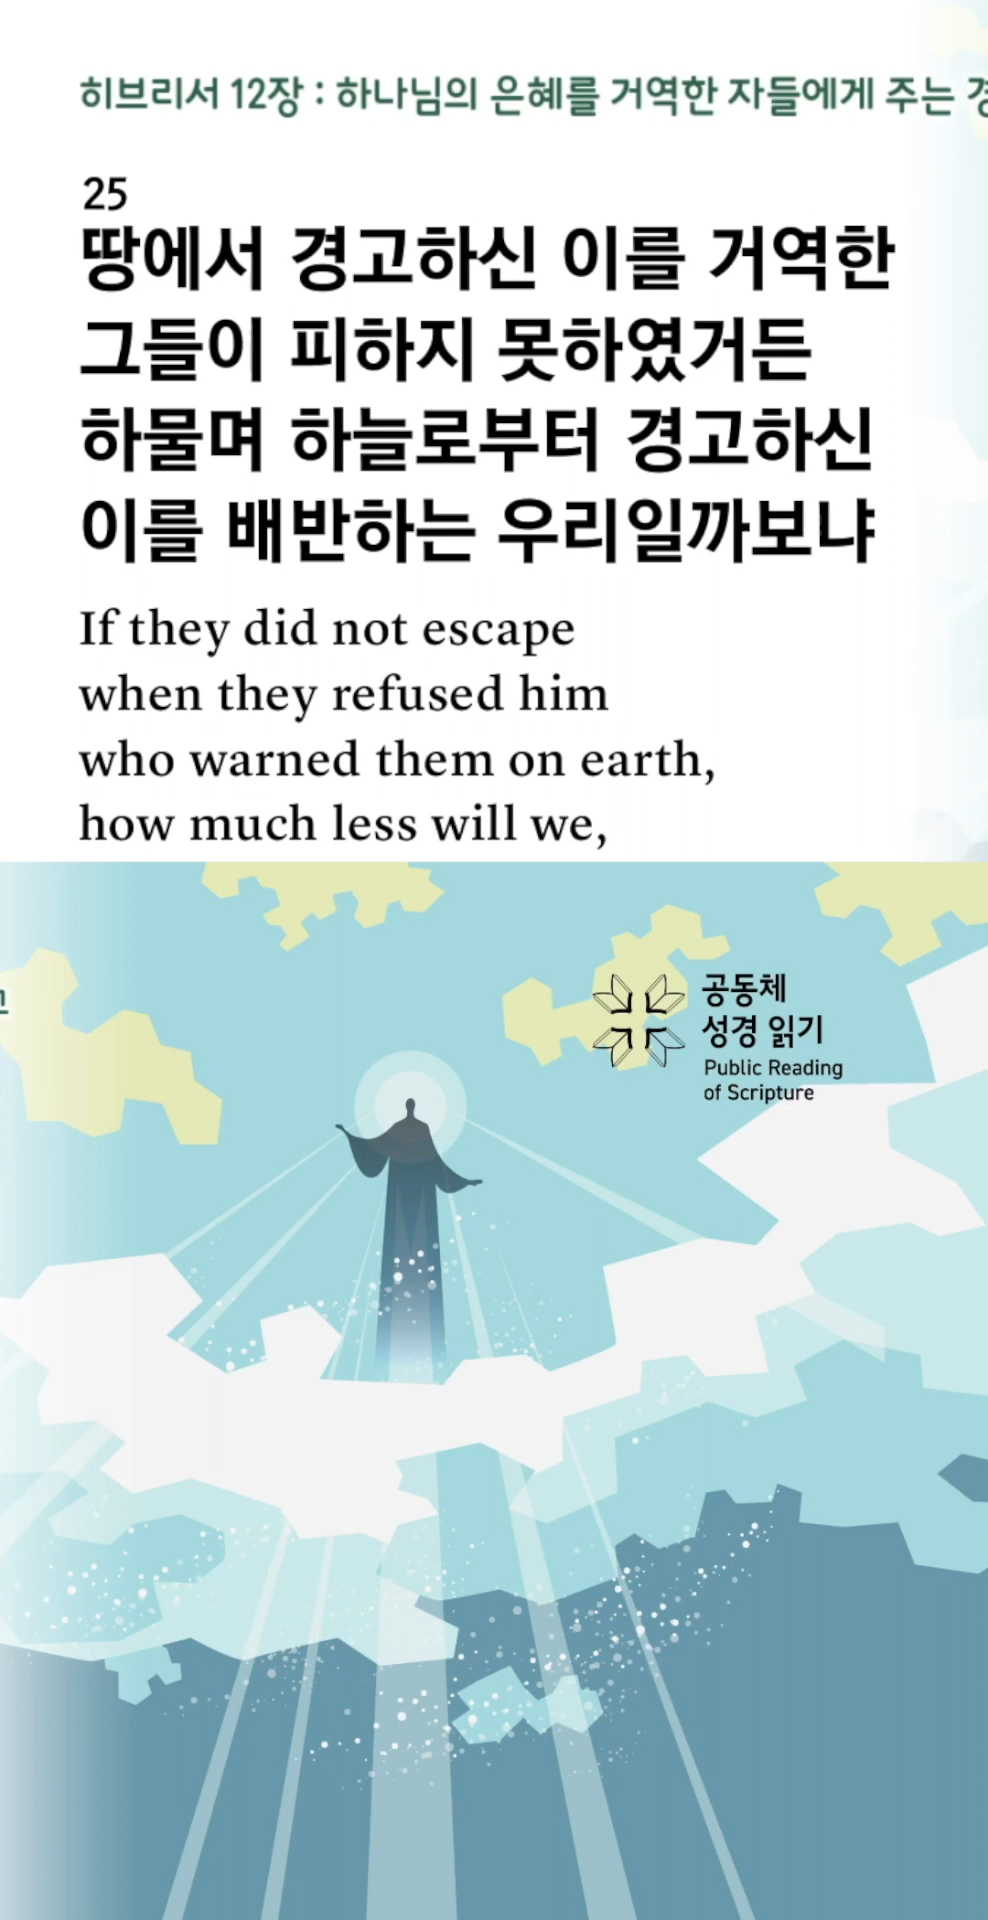 히브리서 12장 : 하나님의 은혜를 거역한 자들에게 주는 경
25
땅에서 경고하신 이를 거역한
그들이 피하지 못하였거든
하물며 하늘로부터 경고하신
이를 배반하는 우리일까보냐
If they did not escape
when they refused him
who warned them on earth,
how much less will we,
공동체
성경 읽기
Public Reading
of Scripture